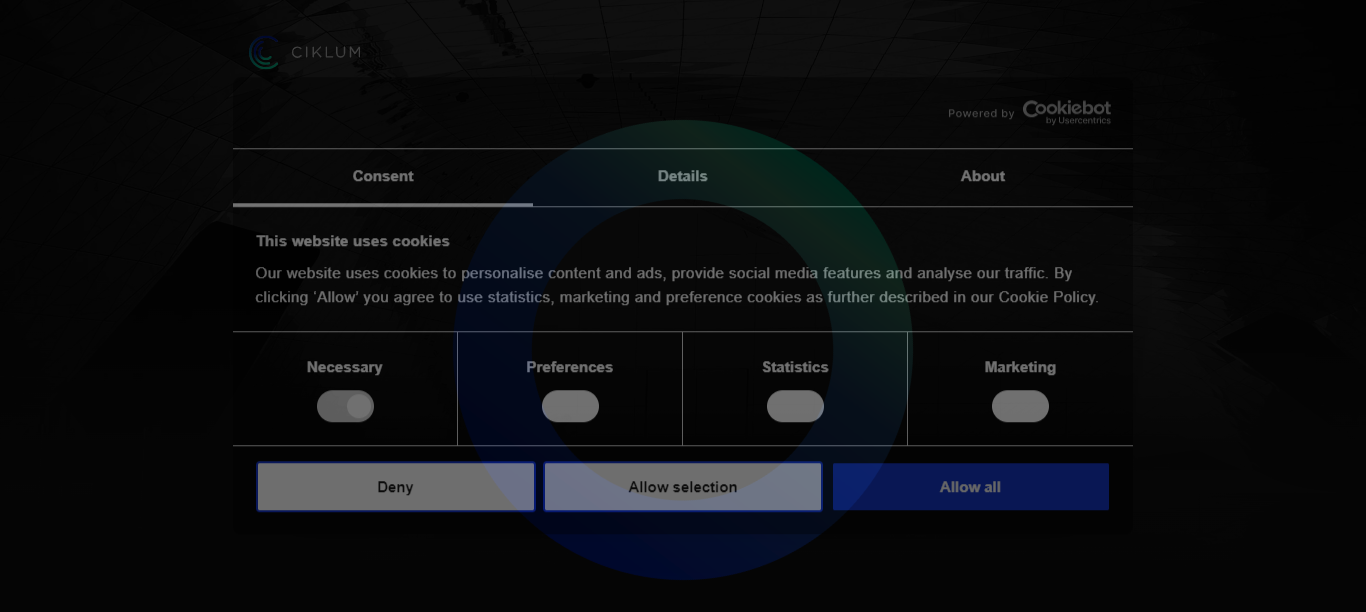 CIKLUM
Powered by Cookiebot
by Usercentrics
Consent
Details
About
This website uses cookies
Our website uses cookies to personalise content and ads, provide social media features and analyse our traffic. By
clicking 'Allow' you agree to use statistics, marketing and preference cookies as further described in our Cookie Policy.
Necessary
Preferences
Statistics
Marketing
Deny
Allow selection
Allow all